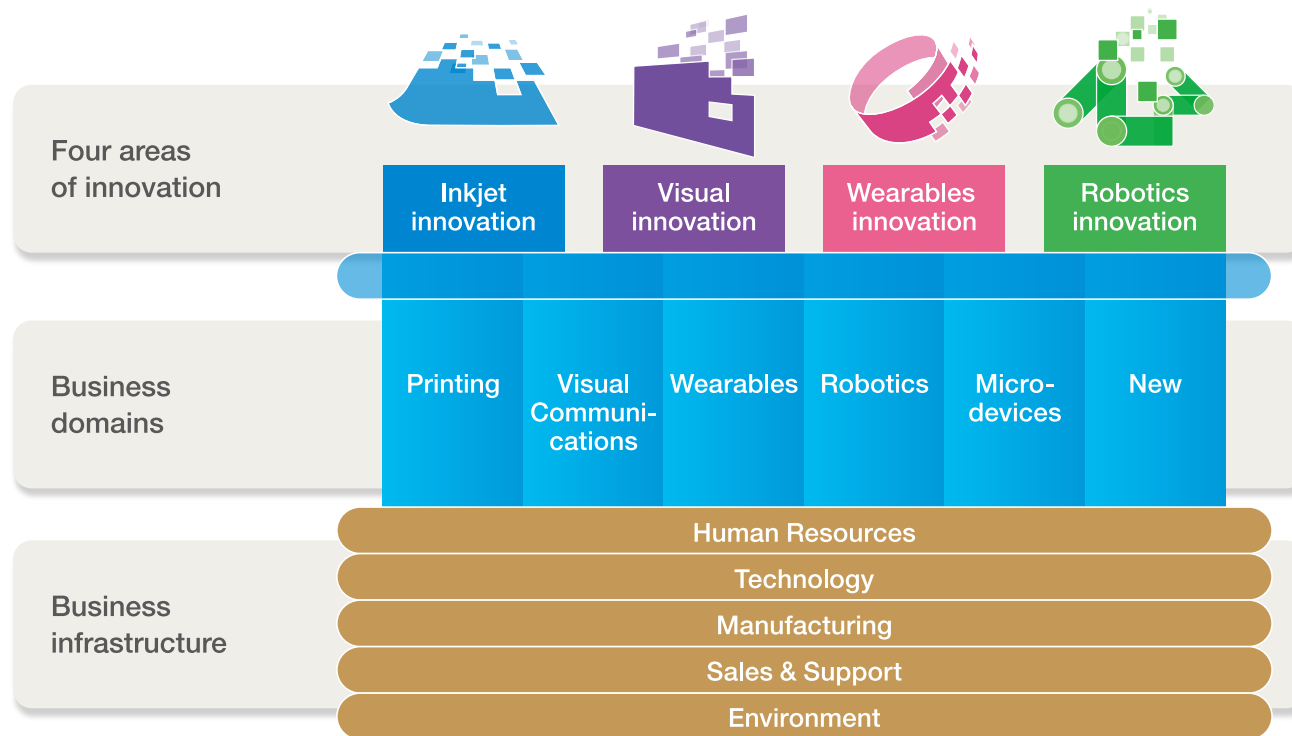 Four areas
of innovation
Inkjet
innovation
Visual
innovation
Wearables
innovation
Robotics
innovation
Business
domains
Printing
Visual
Communi-
cations
Wearables
Robotics
Micro-
devices
New
Business
infrastructure
Human Resources
Technology
Manufacturing
Sales & Support
Environment